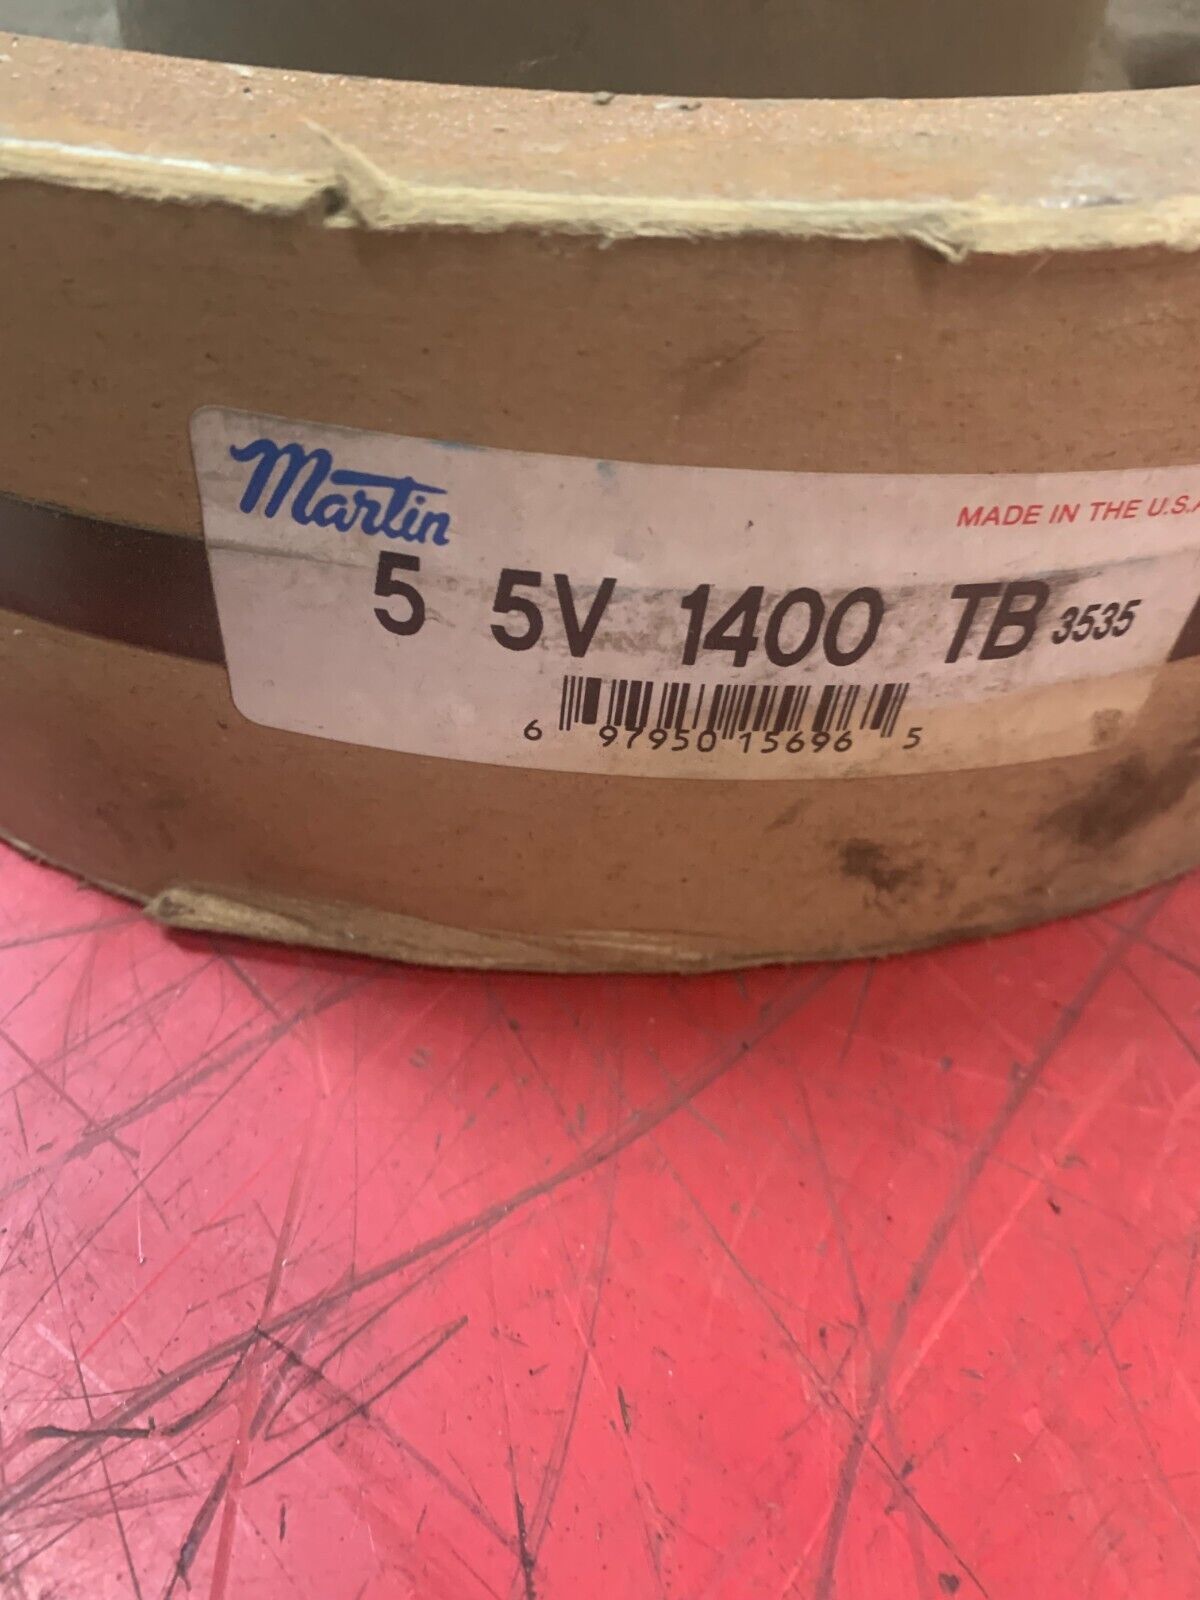 Martin
MADE IN THE U.S.A
5 5V 1400 TB 3535
6 97950 15696 5